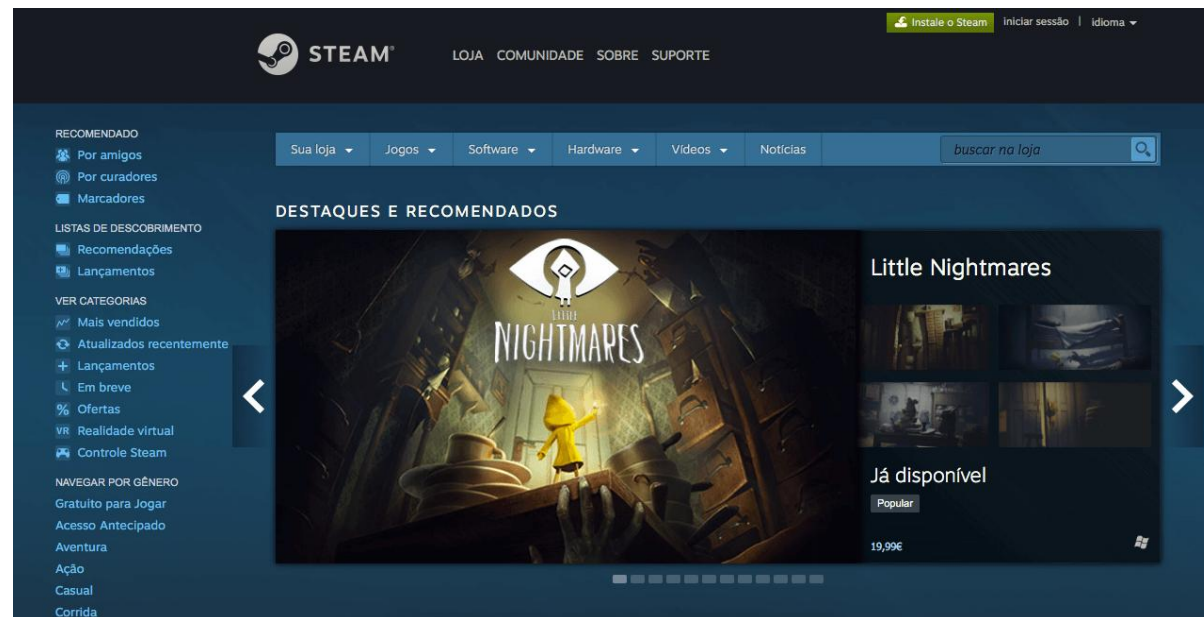 Instale o Steam iniciar sessão | idioma
STEAM®
LOJA COMUNIDADE SOBRE SUPORTE
RECOMENDADO
Por amigos
Por curadores
Marcadores
LISTAS DE DESCOBRIMENTO
Recomendações
Lançamentos
VER CATEGORIAS
Mais vendidos
Atualizados recentemente
Lançamentos
Em breve
% Ofertas
VR Realidade virtual
Controle Steam
NAVEGAR POR GÊNERO
Gratuito para Jogar
Acesso Antecipado
Aventura
Ação
Casual
Corrida
Sua loja Jogos Software Hardware Vídeos Notícias buscar na loja
DESTAQUES E RECOMENDADOS
LITTLE
NIGHTMARES
Little Nightmares
Já disponível
Popular
19,99€